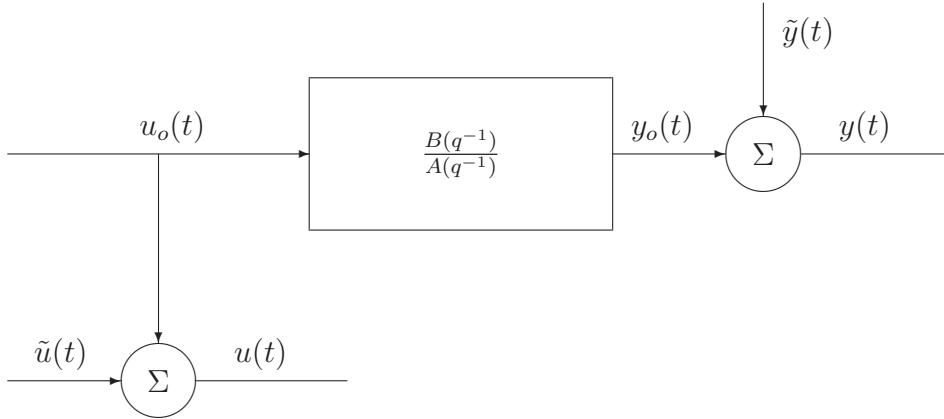 ỹ(t)
u_o(t)
B(q^{-1})
A(q^{-1})
y_o(t)
Σ
y(t)
ũ(t)
Σ
u(t)